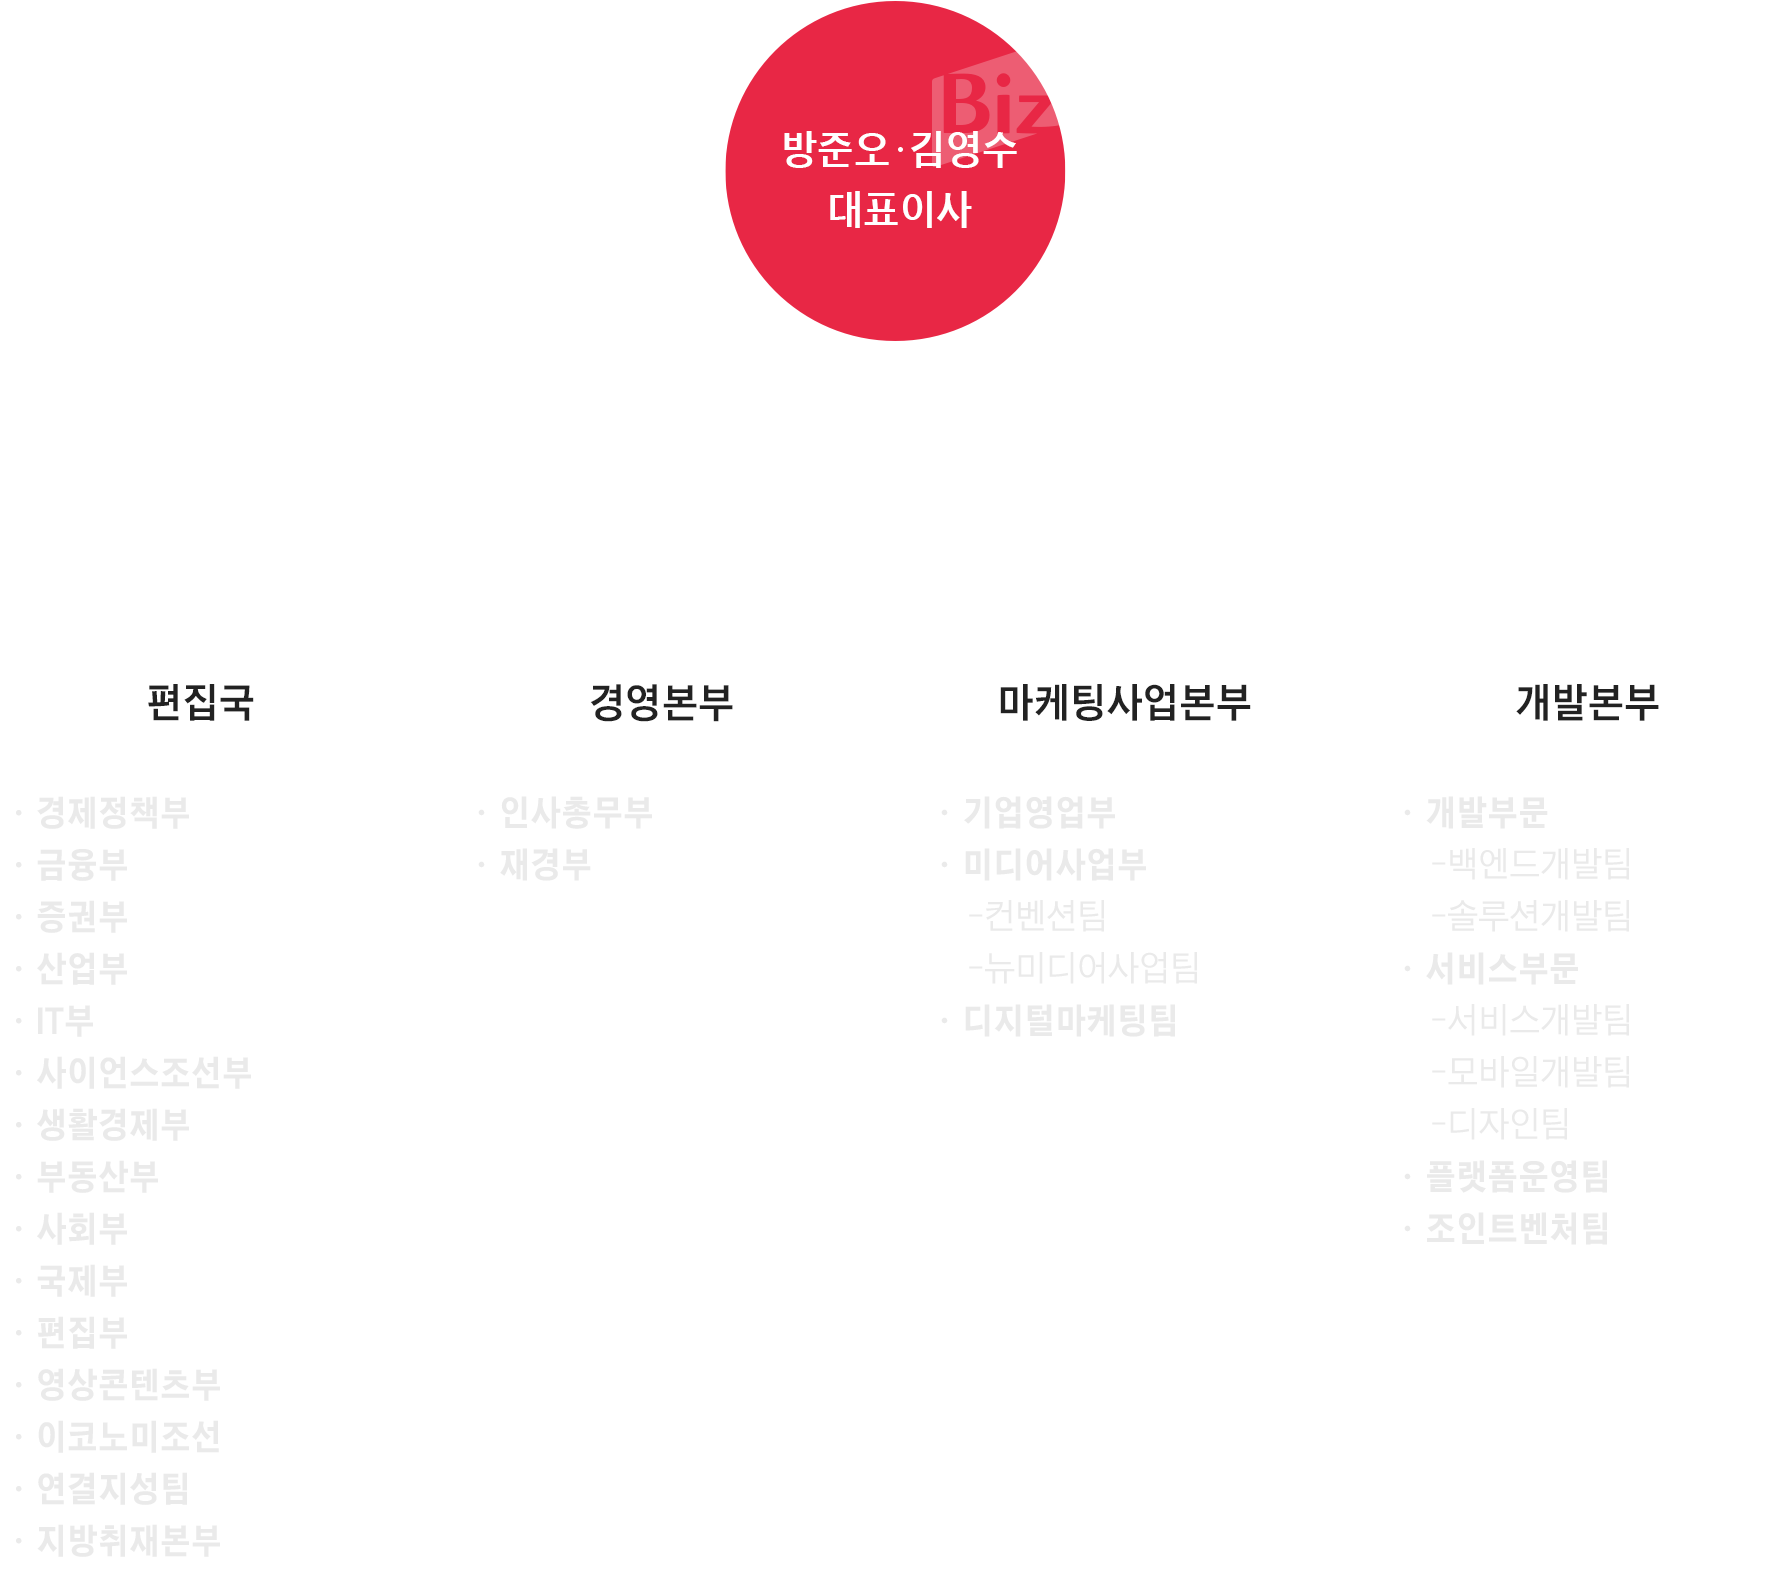 Biz
방준오·김영수
대표이사
편집국
· 경제정책부
· 금융부
· 증권부
· 산업부
· IT부
· 사이언스조선부
· 생활경제부
· 부동산부
· 사회부
· 국제부
· 편집부
· 영상콘텐츠부
· 이코노미조선
· 연결지성팀
· 지방취재본부
경영본부
· 인사총무부
· 재경부
마케팅사업본부
· 기업영업부
· 미디어사업부
-컨벤션팀
-뉴미디어사업팀
· 디지털마케팅팀
개발본부
· 개발부문
-백엔드개발팀
-솔루션개발팀
· 서비스부문
-서비스개발팀
-모바일개발팀
-디자인팀
· 플랫폼운영팀
· 조인트벤처팀